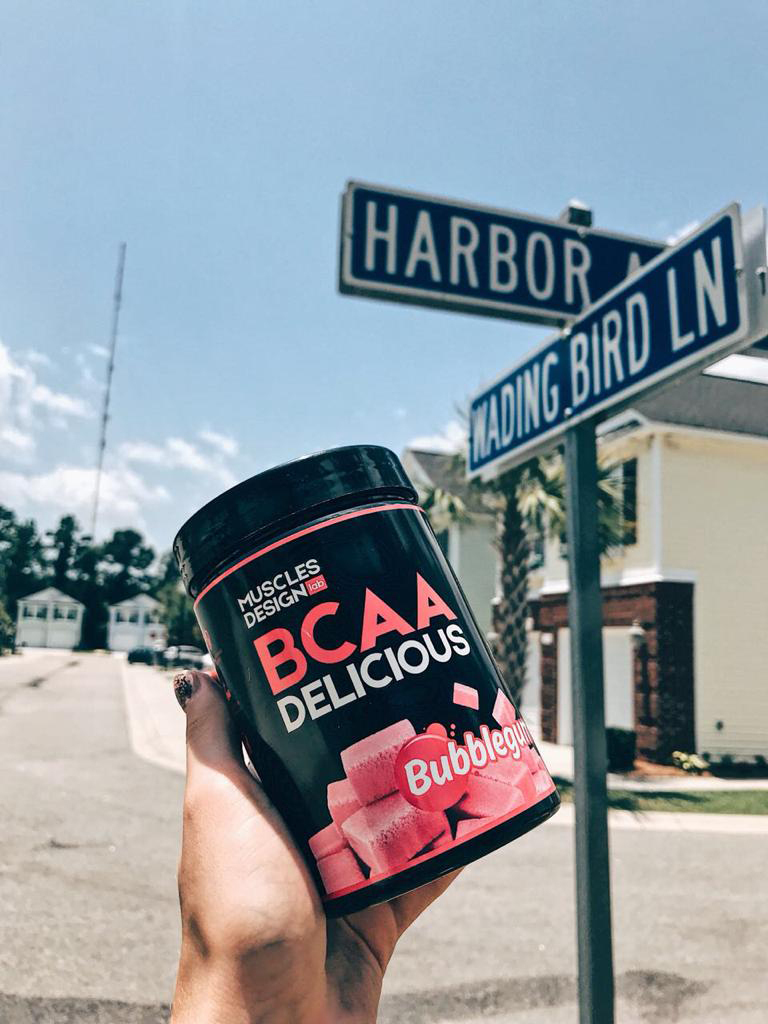 HARBOR
WADING BIRD LN
MUSCLES
DESIGN lab
BCAA
DELICIOUS